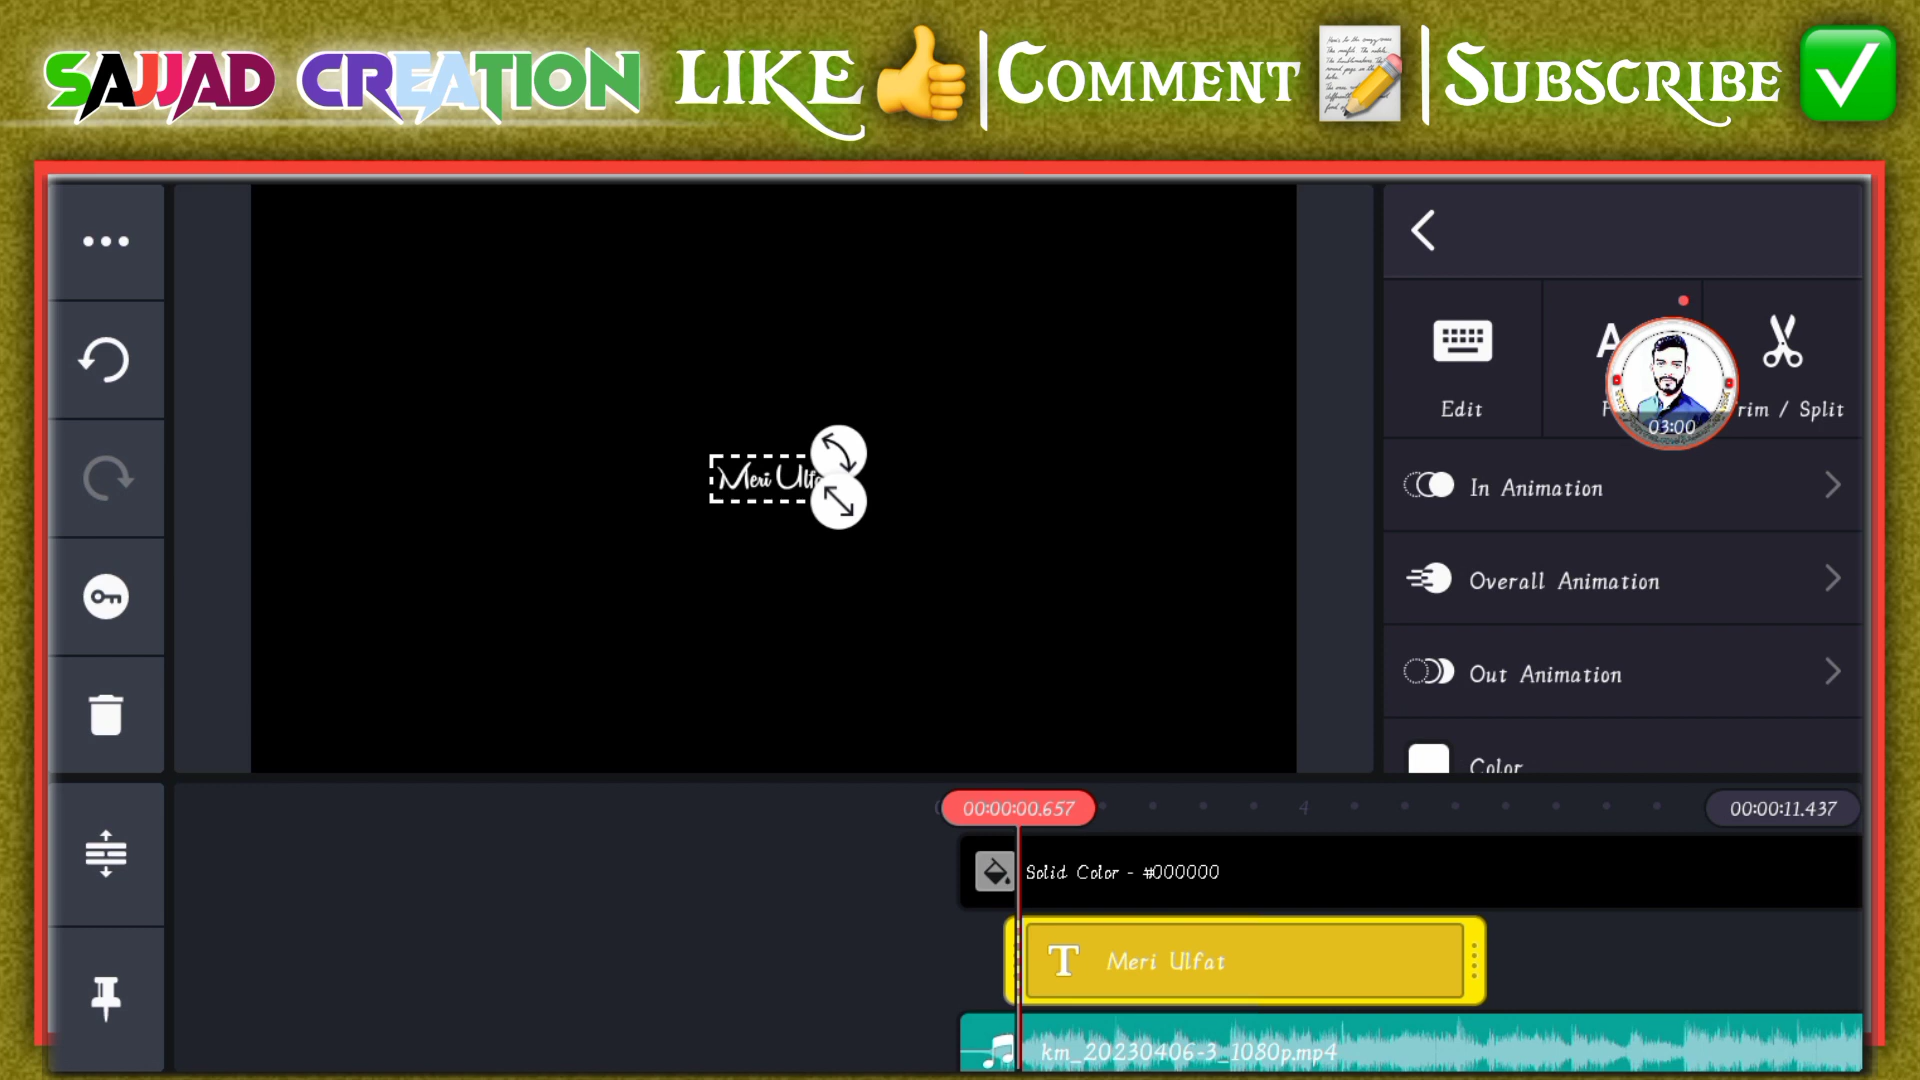 SAJJAD CREATION LIKE | COMMENT | SUBSCRIBE
Edit
rim / Split
03:00
Meri Ulf
In Animation
Overall Animation
Out Animation
Color
00:00:00.657
4
00:00:11.437
Solid Color - #000000
T Meri Ulfat
km_20230406-3_1080p.mp4